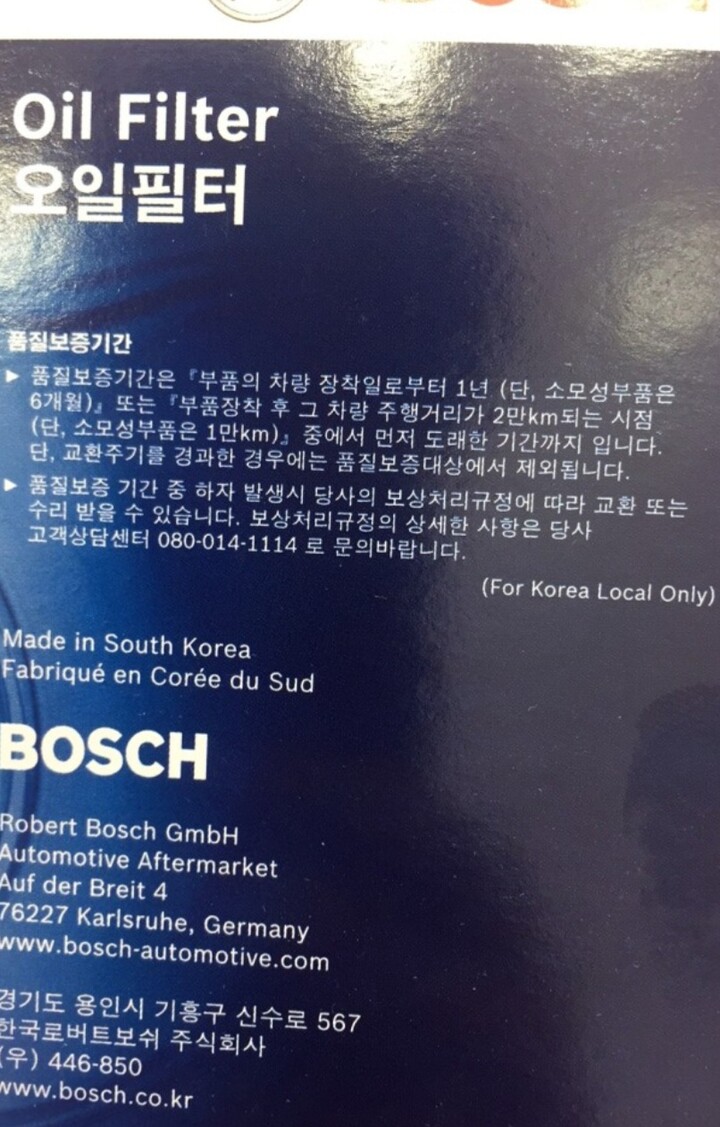 Oil Filter
오일필터
품질보증기간
▶ 품질보증기간은 『부품의 차량 장착일로부터 1년 (단, 소모성부품은
6개월)』 또는 『부품장착 후 그 차량 주행거리가 2만km되는 시점
(단, 소모성부품은 1만km)』 중에서 먼저 도래한 기간까지 입니다.
단, 교환주기를 경과한 경우에는 품질보증대상에서 제외됩니다.
▶ 품질보증 기간 중 하자 발생시 당사의 보상처리규정에 따라 교환 또는
수리 받을 수 있습니다. 보상처리규정의 상세한 사항은 당사
고객상담센터 080-014-1114 로 문의바랍니다.
(For Korea Local Only)
Made in South Korea
Fabriqué en Corée du Sud
BOSCH
Robert Bosch GmbH
Automotive Aftermarket
Auf der Breit 4
76227 Karlsruhe, Germany
www.bosch-automotive.com
경기도 용인시 기흥구 신수로 567
한국로버트보쉬 주식회사
(우) 446-850
www.bosch.co.kr